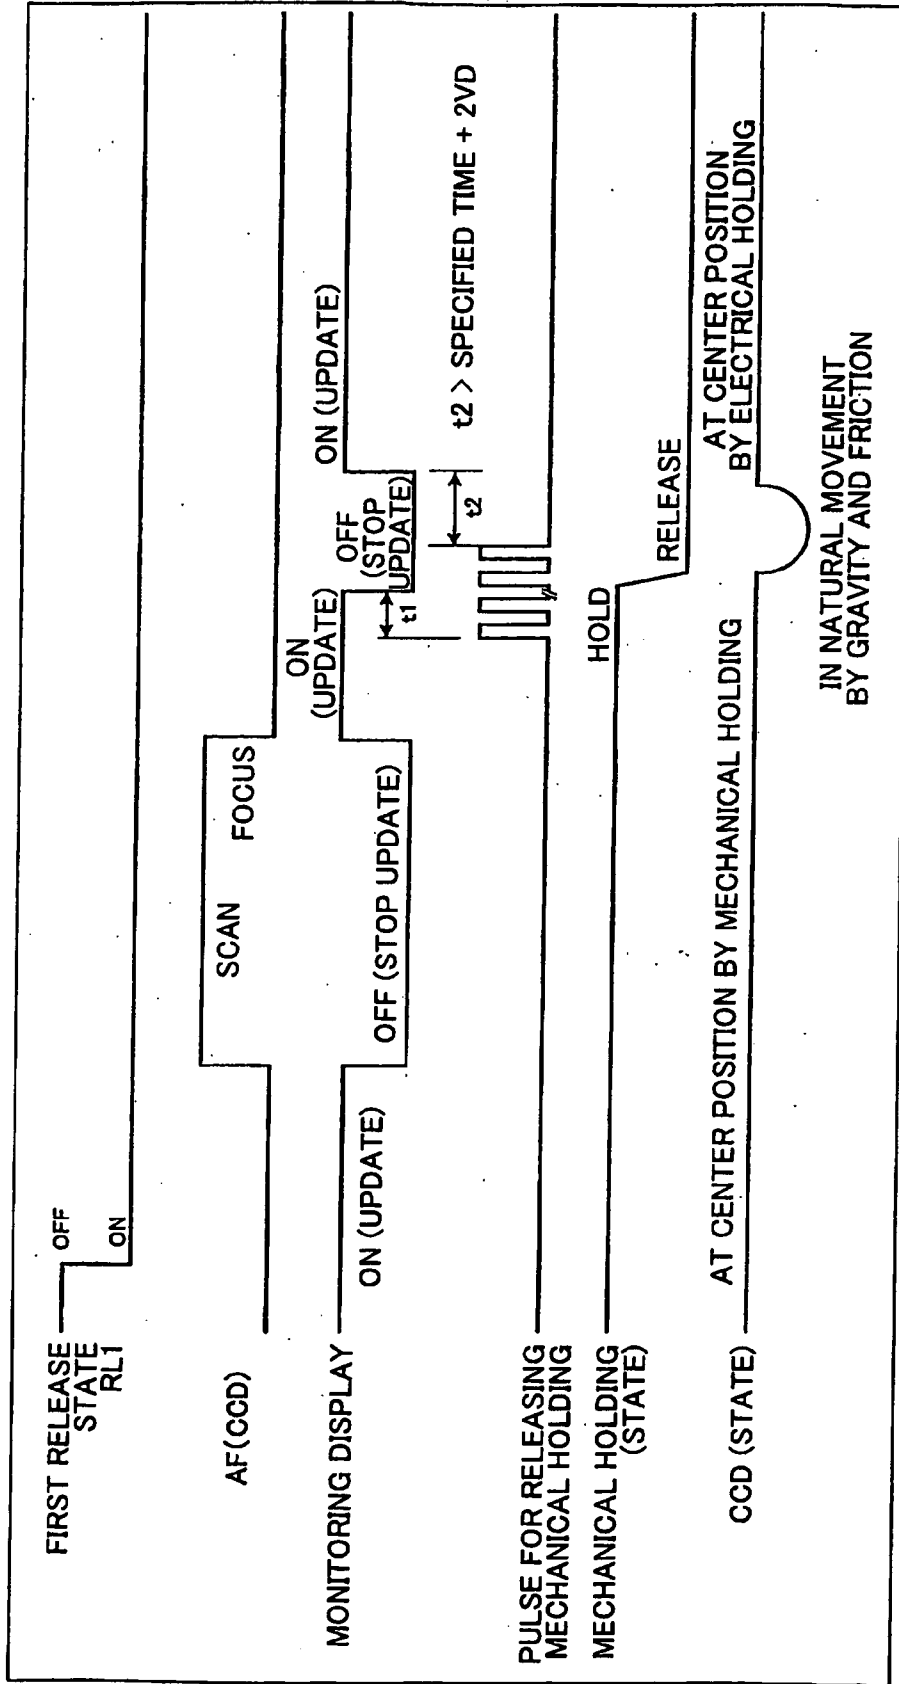 FIRST RELEASE
STATE
RL1
OFF
ON
AF(CCD)
SCAN
FOCUS
MONITORING DISPLAY
ON (UPDATE)
OFF (STOP UPDATE)
ON
(UPDATE)
OFF
(STOP
UPDATE)
ON (UPDATE)
t1
t2
t2 > SPECIFIED TIME + 2VD
PULSE FOR RELEASING
MECHANICAL HOLDING
MECHANICAL HOLDING
(STATE)
HOLD
RELEASE
CCD (STATE)
AT CENTER POSITION BY MECHANICAL HOLDING
AT CENTER POSITION
BY ELECTRICAL HOLDING
IN NATURAL MOVEMENT
BY GRAVITY AND FRICTION